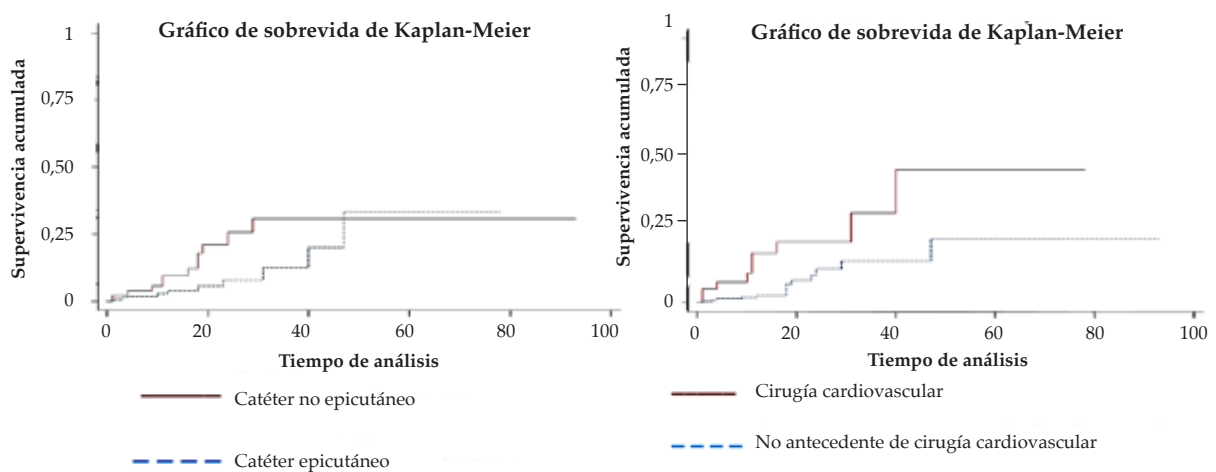 Gráfico de sobrevida de Kaplan-Meier
Supervivencia acumulada
1
0,75
0,50
0,25
0
0 20 40 60 80 100
Tiempo de análisis
Catéter no epicutáneo
Catéter epicutáneo
Gráfico de sobrevida de Kaplan-Meier
Supervivencia acumulada
1
0,75
0,50
0,25
0
0 20 40 60 80 100
Tiempo de análisis
Cirugía cardiovascular
No antecedente de cirugía cardiovascular